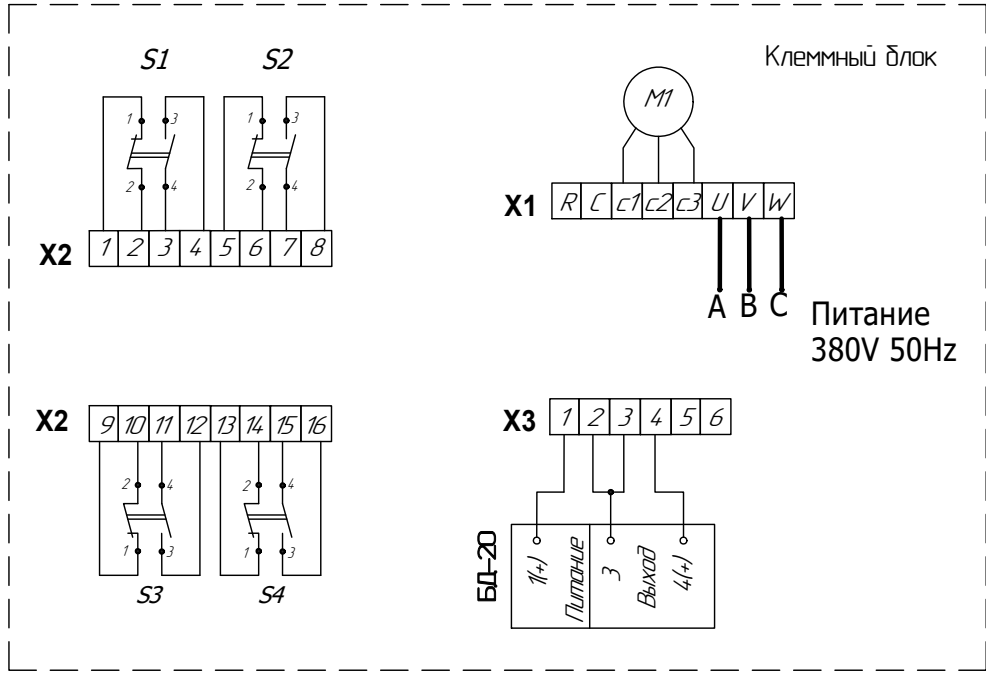 Клеммный блок
S1 S2
1 3 1 3
2 4 2 4
X2 1 2 3 4 5 6 7 8
M1
X1 R C c1 c2 c3 U V W
A B C
Питание
380V 50Hz
X2 9 10 11 12 13 14 15 16
2 4 2 4
1 3 1 3
S3 S4
X3 1 2 3 4 5 6
БД-20
1(+)
Питание
3
Выход
4(+)